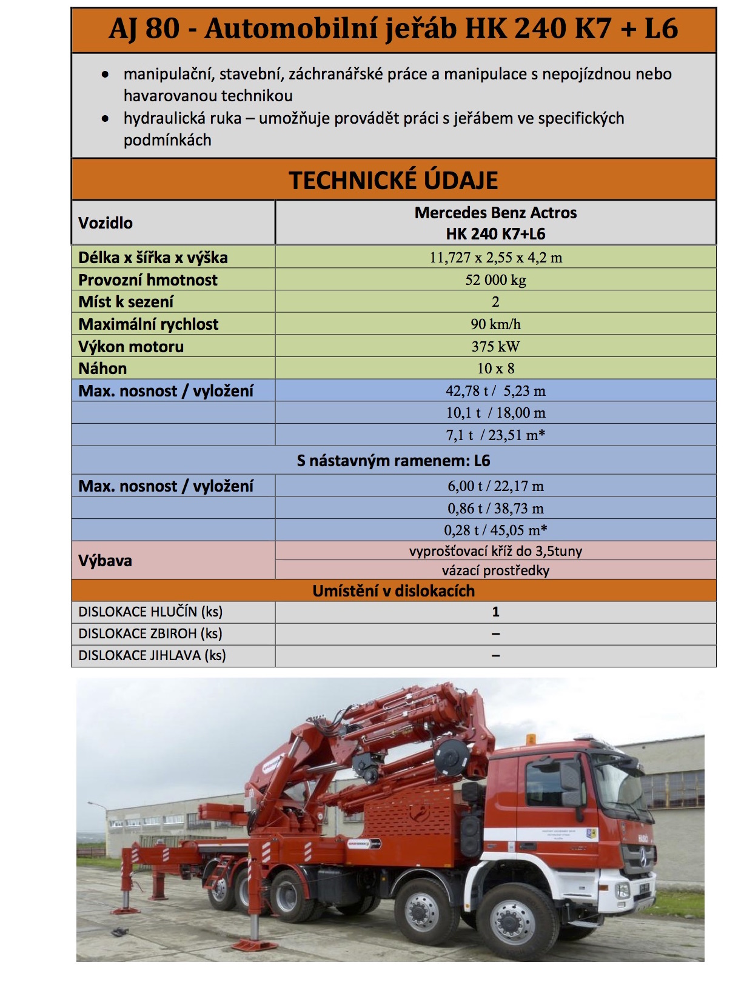 AJ 80 - Automobilní jeřáb HK 240 K7 + L6
• manipulační, stavební, záchranářské práce a manipulace s nepojízdnou nebo
havarovanou technikou
• hydraulická ruka – umožňuje provádět práci s jeřábem ve specifických
podmínkách
TECHNICKÉ ÚDAJE
Vozidlo
Mercedes Benz Actros
HK 240 K7+L6
Délka x šířka x výška 11,727 x 2,55 x 4,2 m
Provozní hmotnost 52 000 kg
Míst k sezení 2
Maximální rychlost 90 km/h
Výkon motoru 375 kW
Náhon 10 x 8
Max. nosnost / vyložení 42,78 t / 5,23 m
10,1 t / 18,00 m
7,1 t / 23,51 m*
S nástavným ramenem: L6
Max. nosnost / vyložení 6,00 t / 22,17 m
0,86 t / 38,73 m
0,28 t / 45,05 m*
Výbava
vyprošťovací kříž do 3,5tuny
vázací prostředky
Umístění v dislokacích
DISLOKACE HLUČÍN (ks) 1
DISLOKACE ZBIROH (ks) –
DISLOKACE JIHLAVA (ks) –
HASIČI